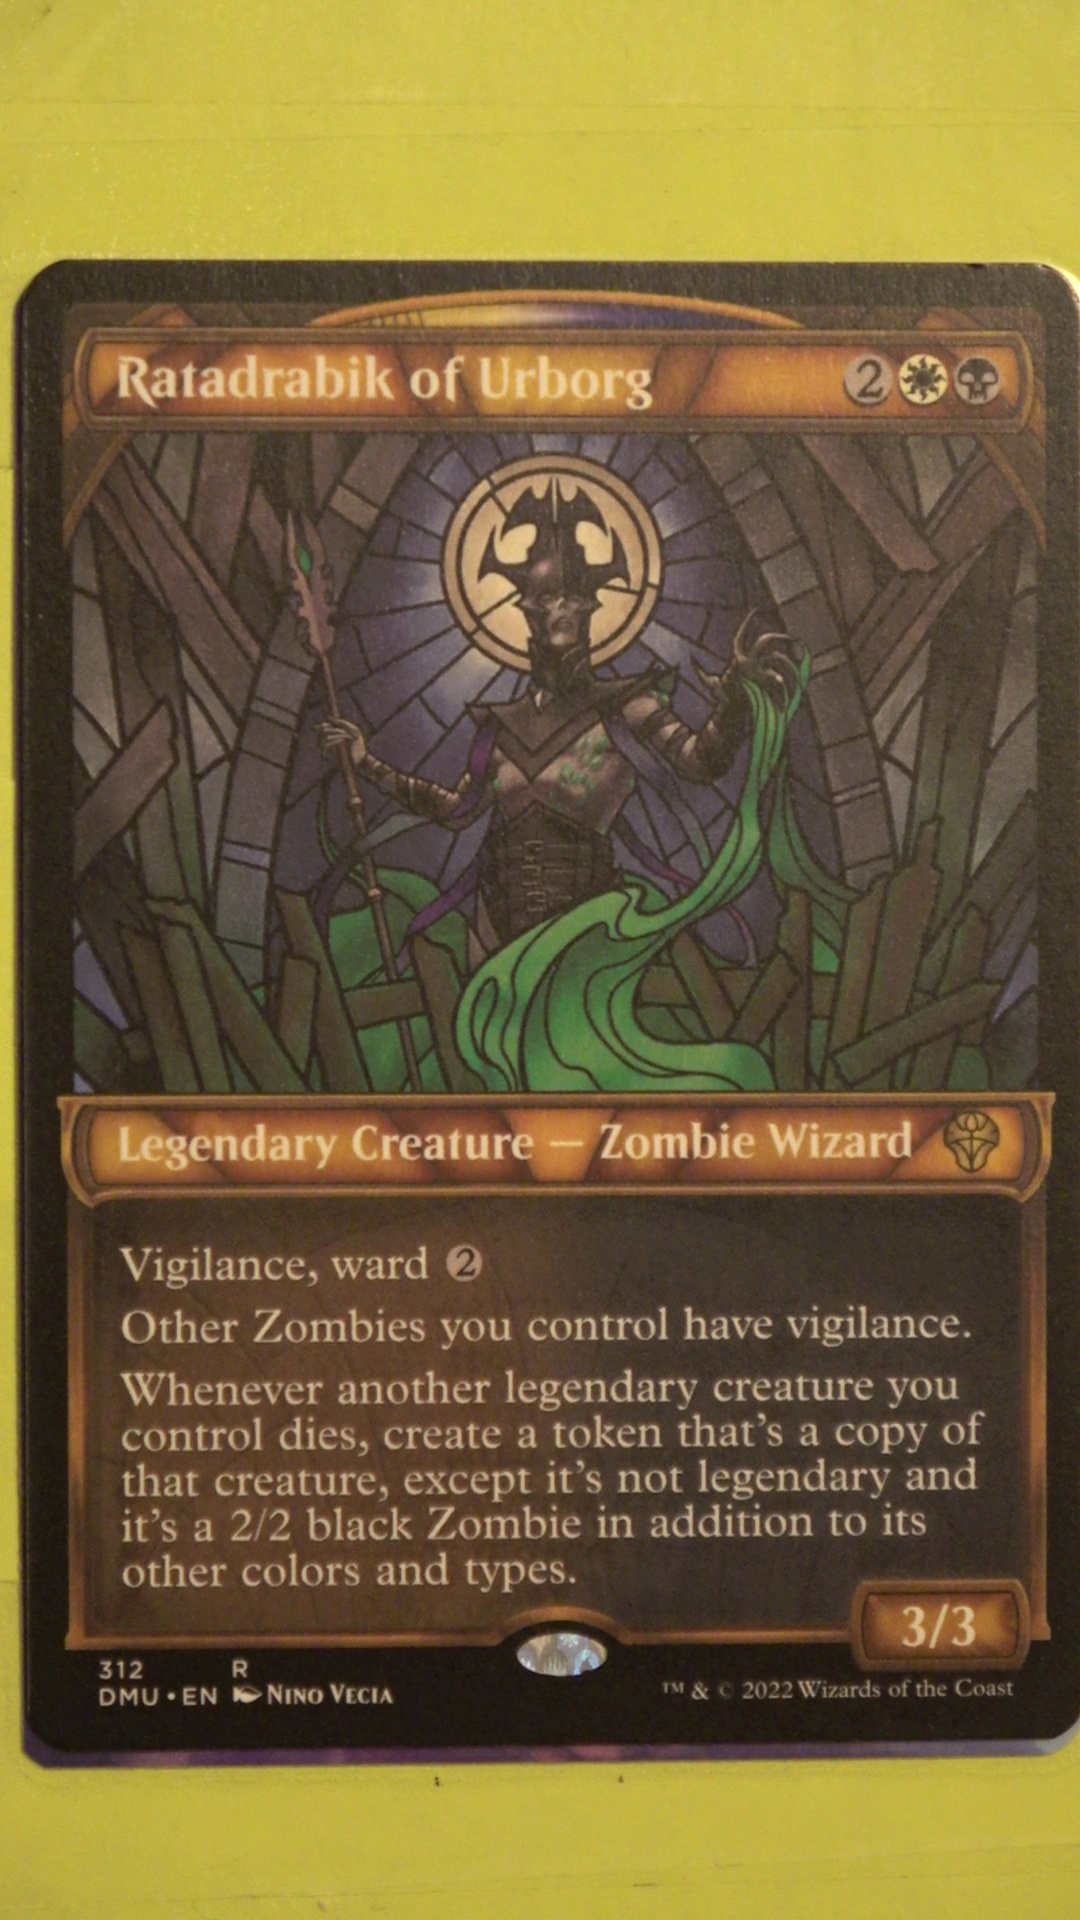 Ratadrabik of Urborg 2
Legendary Creature — Zombie Wizard
Vigilance, ward 2
Other Zombies you control have vigilance.
Whenever another legendary creature you
control dies, create a token that's a copy of
that creature, except it's not legendary and
it's a 2/2 black Zombie in addition to its
other colors and types.
3/3
312 R
DMU • EN Nino Vecia
™ & © 2022 Wizards of the Coast